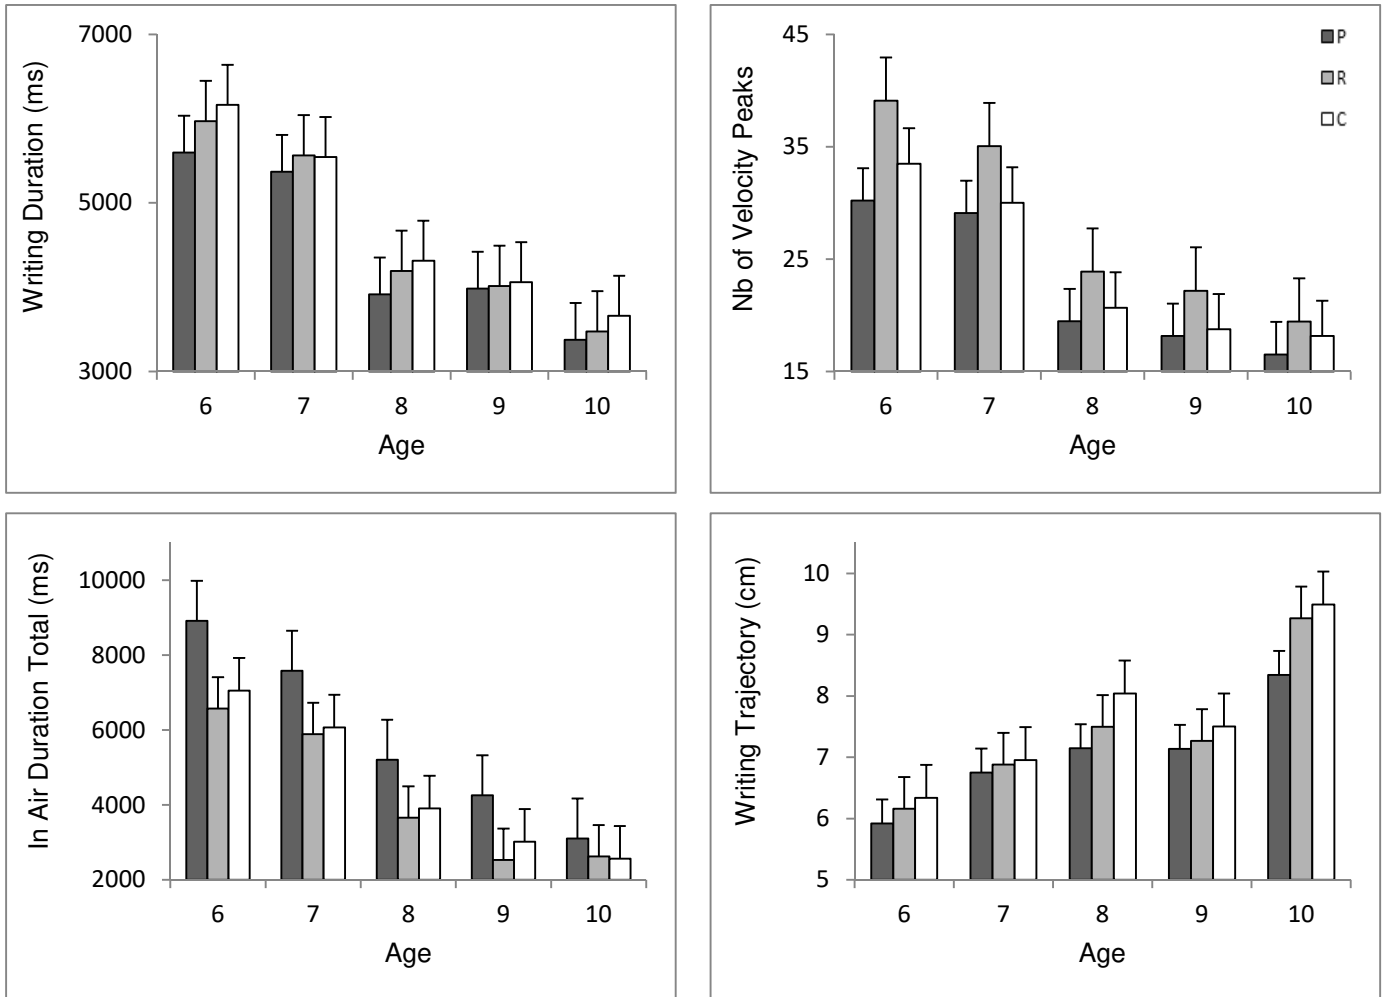 Writing Duration (ms)
7000
5000
3000
6 7 8 9 10
Age
Nb of Velocity Peaks
45
35
25
15
6 7 8 9 10
Age
P
R
C
In Air Duration Total (ms)
10000
8000
6000
4000
2000
6 7 8 9 10
Age
Writing Trajectory (cm)
10
9
8
7
6
5
6 7 8 9 10
Age